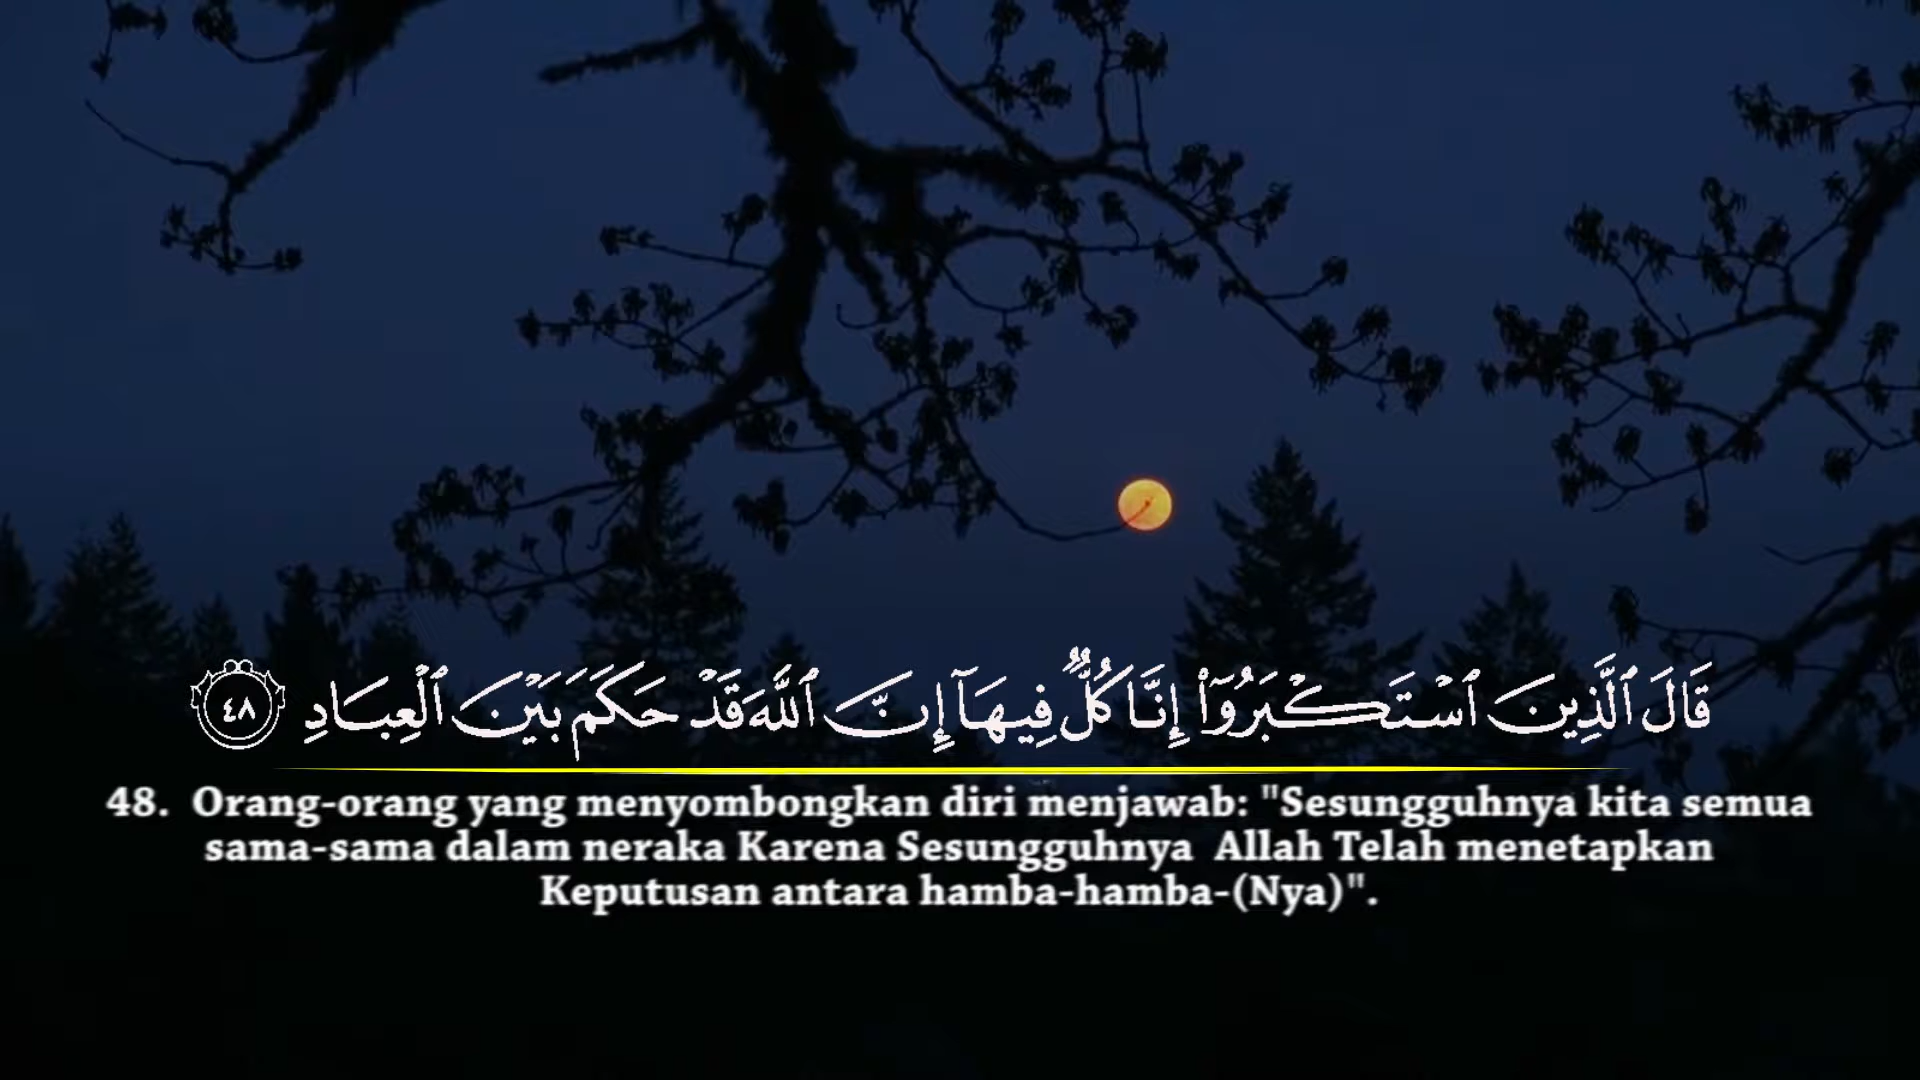 قَالَ ٱلَّذِينَ ٱسْتَكْبَرُوٓا۟ إِنَّا كُلٌّ فِيهَآ إِنَّ ٱللَّهَ قَدْ حَكَمَ بَيْنَ ٱلْعِبَادِ ٤٨
48.  Orang-orang yang menyombongkan diri menjawab: "Sesungguhnya kita semua
sama-sama dalam neraka Karena Sesungguhnya  Allah Telah menetapkan
Keputusan antara hamba-hamba-(Nya)".